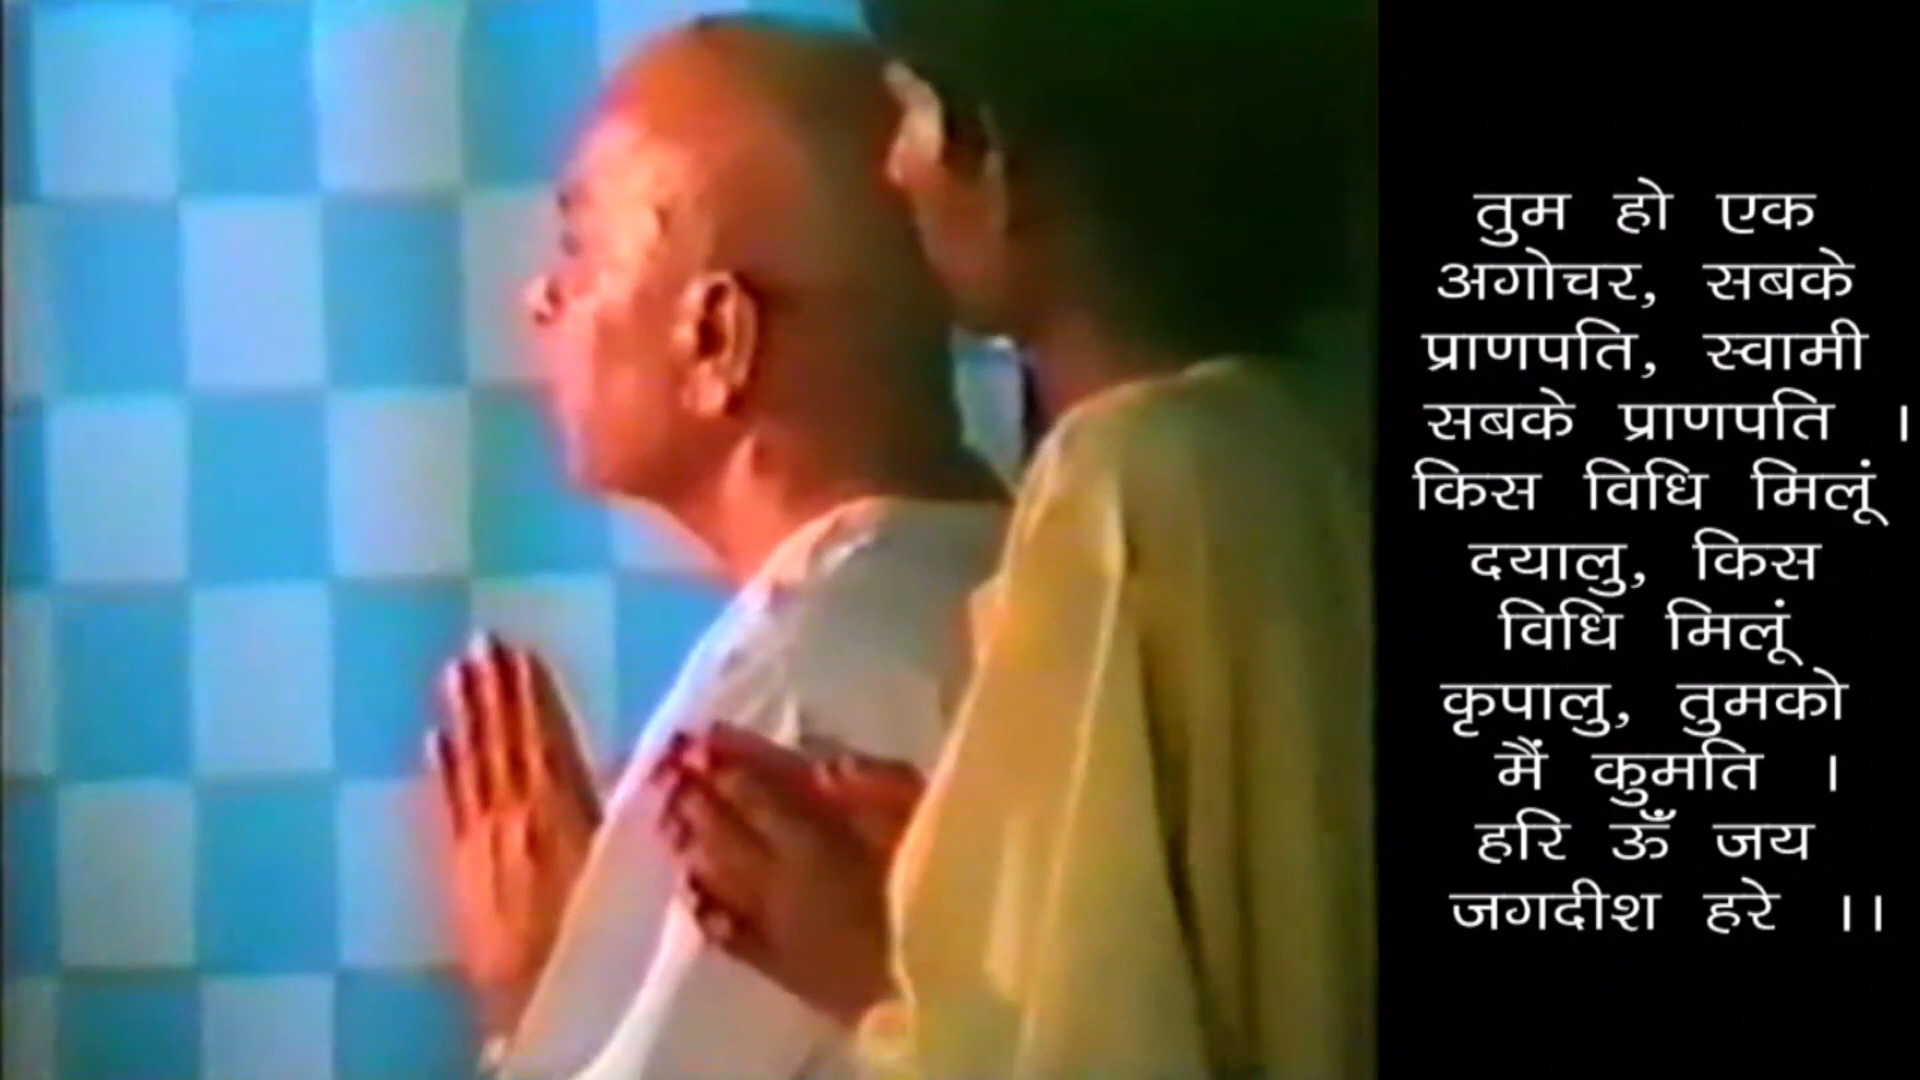 तुम हो एक
अगोचर, सबके
प्राणपति, स्वामी
सबके प्राणपति ।
किस विधि मिलूं
दयालु, किस
विधि मिलूं
कृपालु, तुमको
मैं कुमति ।
हरि ऊँ जय
जगदीश हरे ।।